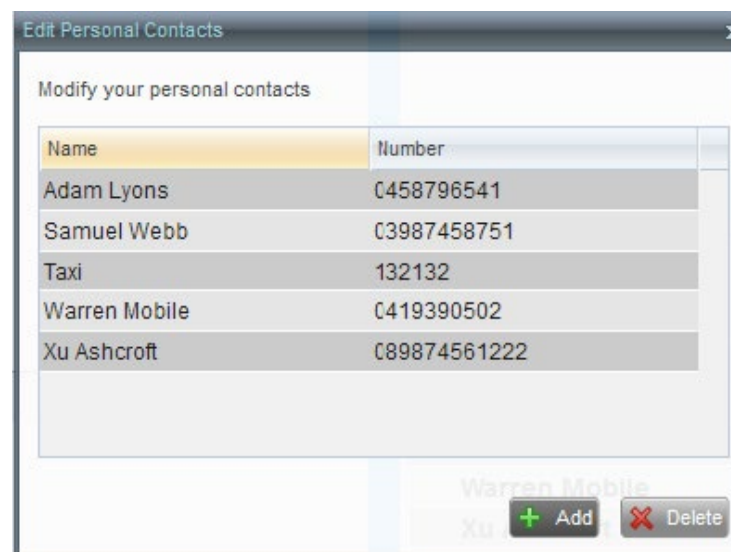 Edit Personal Contacts
Modify your personal contacts
Name Number
Adam Lyons 0458796541
Samuel Webb 03987458751
Taxi 132132
Warren Mobile 0419390502
Xu Ashcroft 089874561222
Warren Mobile
Xu
Add Delete